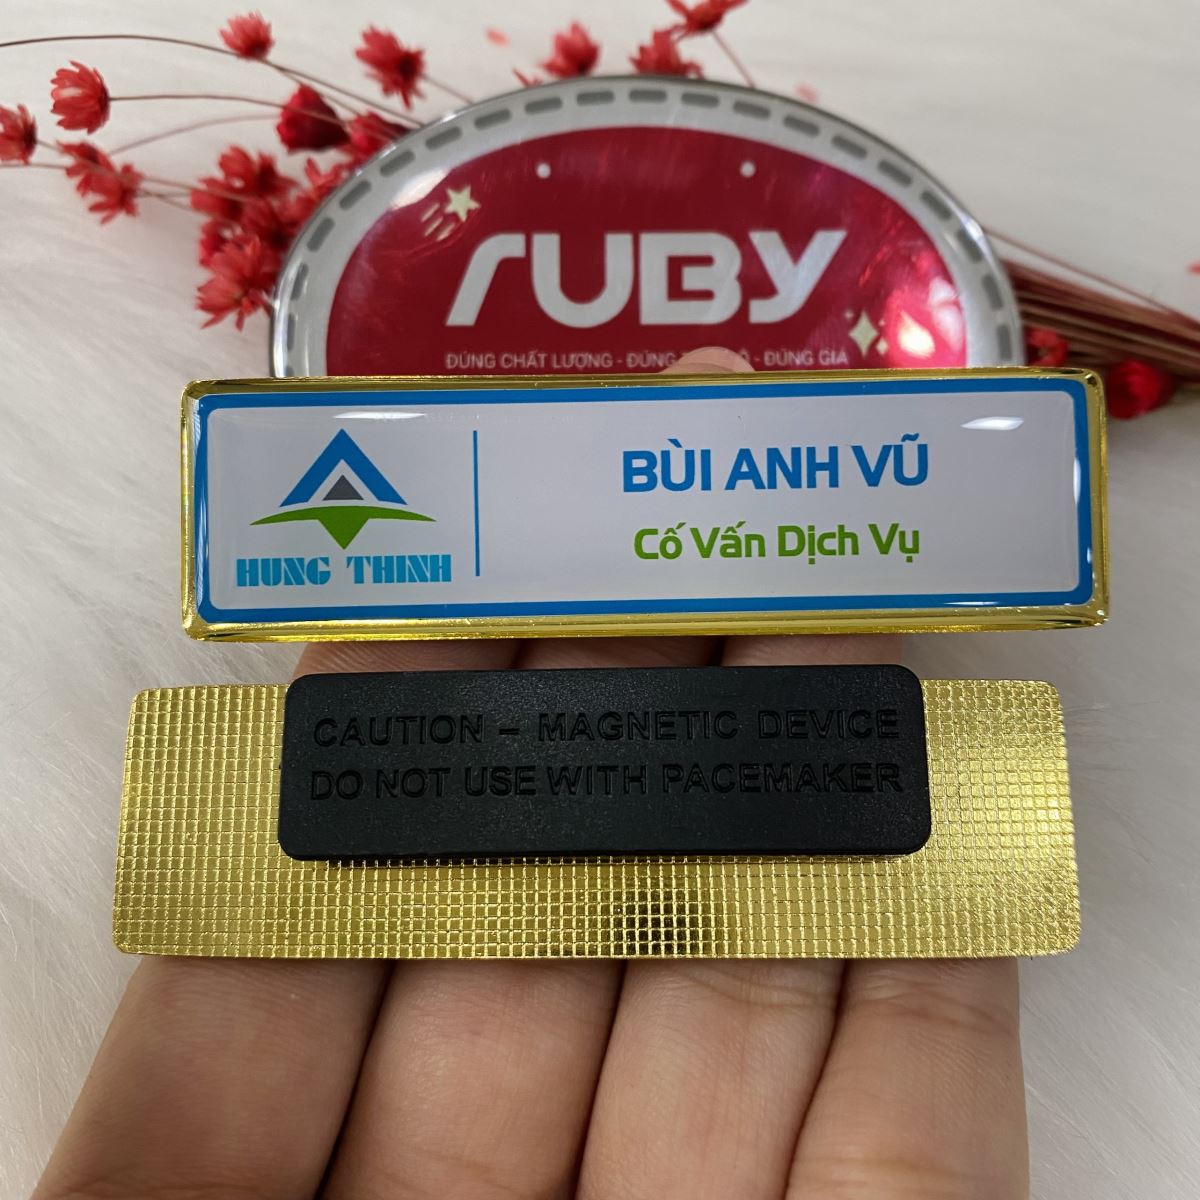 ruby
ĐÚNG CHẤT LƯỢNG - ĐÚNG - ĐÚNG GIÁ
HUNG THINH
BÙI ANH VŨ
Cố Vấn Dịch Vụ
CAUTION – MAGNETIC DEVICE
DO NOT USE WITH PACEMAKER